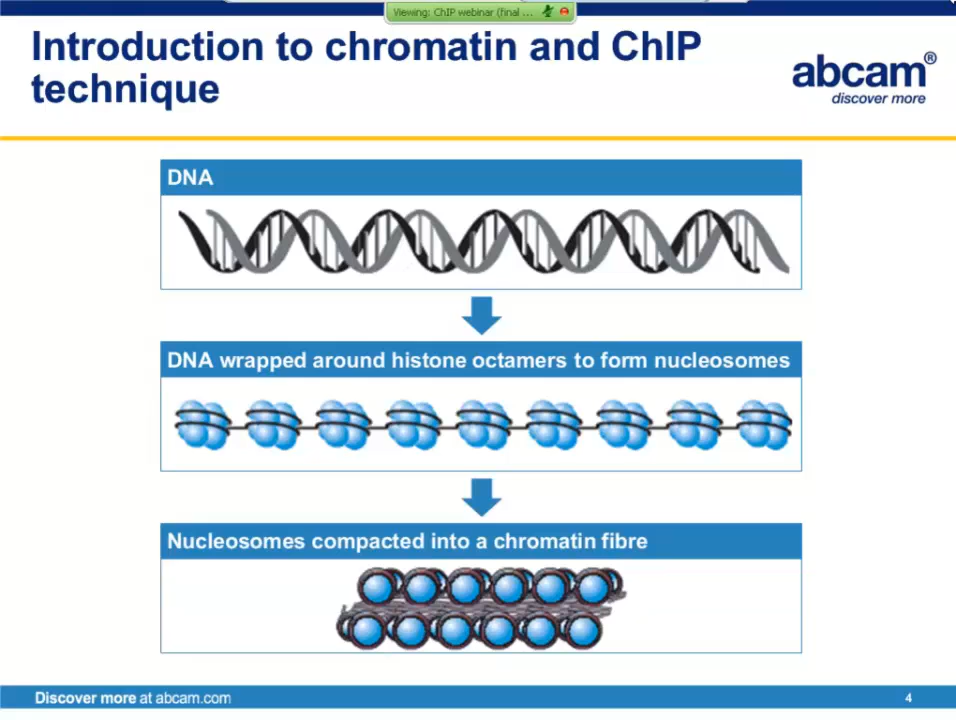 Viewing: ChIP webinar (final ...
Introduction to chromatin and ChIP
technique
abcam®
discover more
DNA
DNA wrapped around histone octamers to form nucleosomes
Nucleosomes compacted into a chromatin fibre
Discover more at abcam.com
4